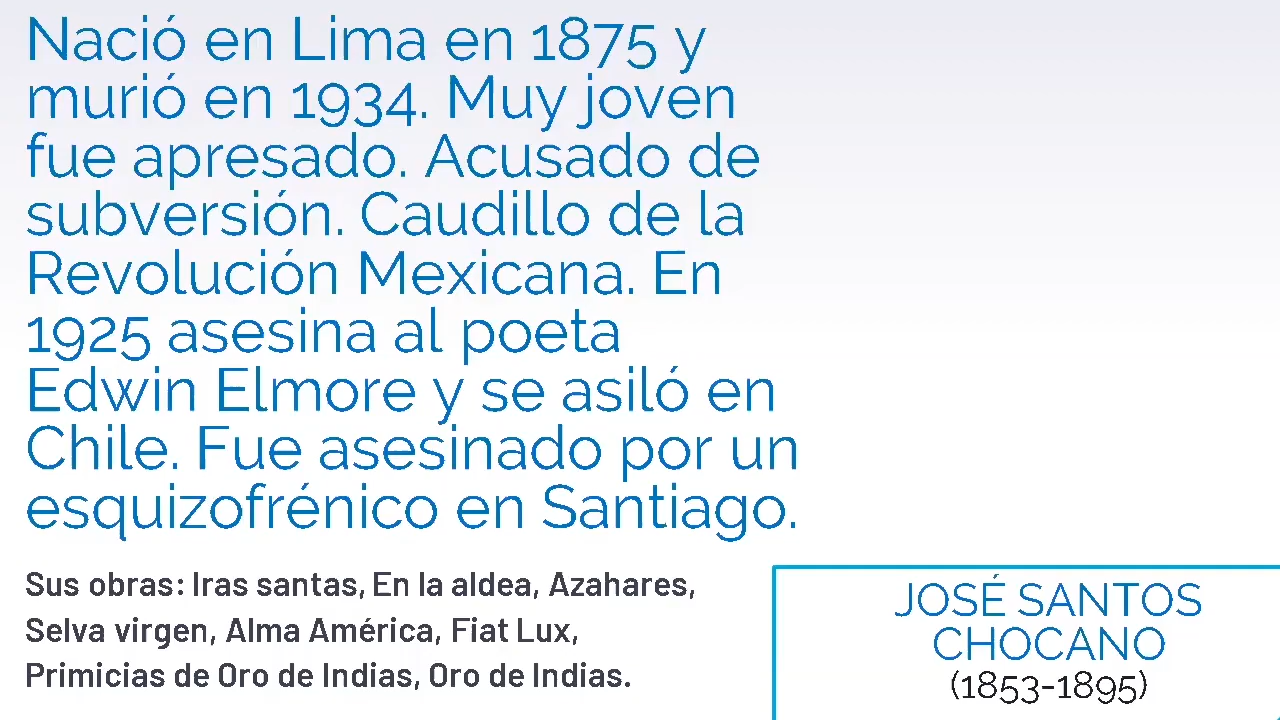 Nació en Lima en 1875 y
murió en 1934. Muy joven
fue apresado. Acusado de
subversión. Caudillo de la
Revolución Mexicana. En
1925 asesina al poeta
Edwin Elmore y se asiló en
Chile. Fue asesinado por un
esquizofrénico en Santiago.
Sus obras: Iras santas, En la aldea, Azahares,
Selva virgen, Alma América, Fiat Lux,
Primicias de Oro de Indias, Oro de Indias.
JOSÉ SANTOS
CHOCANO
(1853-1895)